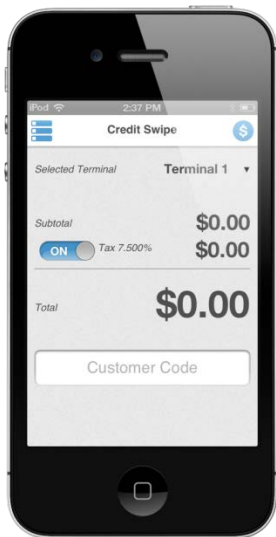 iPod 2:37 PM
Credit Swipe $
Selected Terminal Terminal 1
Subtotal $0.00
ON Tax 7.500% $0.00
Total $0.00
Customer Code